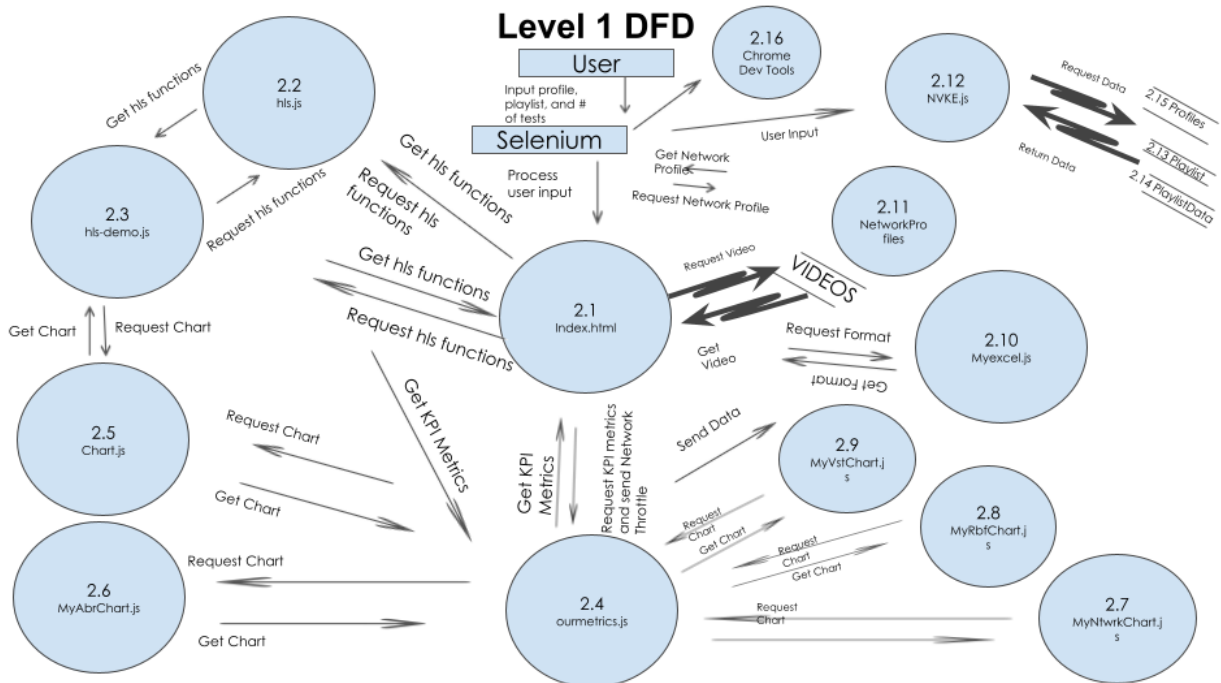 Level 1 DFD
User
Input profile,
playlist, and #
of tests
Selenium
Process
user input
2.16
Chrome
Dev Tools
User Input
2.12
NVKE.js
Request Data
Return Data
2.15 Profiles
2.13 Playlist
2.14 PlaylistData
Get Network
Profile
Request Network Profile
2.11
NetworkPro
files
2.2
hls.js
Get hls functions
Request hls functions
2.3
hls-demo.js
Get hls functions
Request hls
functions
Get hls functions
Request hls functions
2.1
Index.html
Request Video
VIDEOS
Get
Video
Request Format
Get Format
2.10
Myexcel.js
Get Chart
Request Chart
2.5
Chart.js
Request Chart
Get Chart
Get KPI Metrics
Get KPI
Metrics
Request KPI metrics
and send Network
Throttle
Send Data
2.9
MyVstChart.j
s
Request
Chart
Get Chart
2.8
MyRbfChart.j
s
Request
Chart
Get Chart
2.6
MyAbrChart.js
Request Chart
Get Chart
2.4
ourmetrics.js
Request
Chart
2.7
MyNtwrkChart.j
s